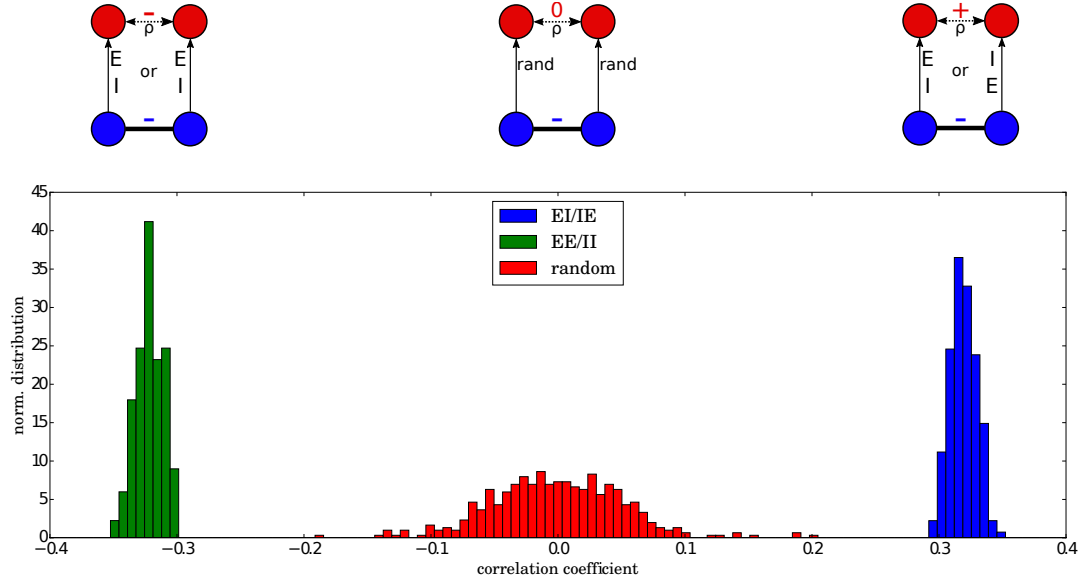 - 0 +
ρ ρ ρ
E E E I
or rand rand or
I I I E
- - -
45
40
35
30
25
20
15
10
5
0
norm. distribution
EI/IE
EE/II
random
−0.4 −0.3 −0.2 −0.1 0.0 0.1 0.2 0.3 0.4
correlation coefficient